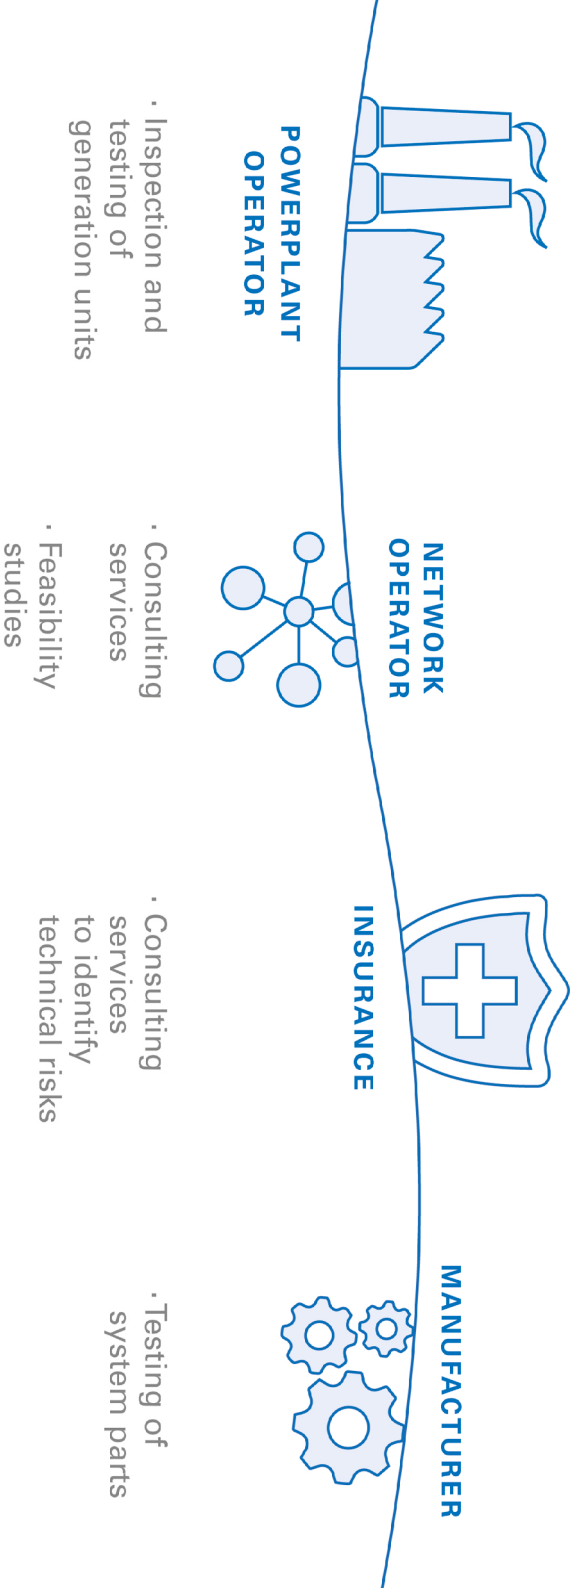 POWERPLANT
OPERATOR
· Inspection and
testing of
generation units
NETWORK
OPERATOR
· Consulting
services
· Feasibility
studies
INSURANCE
· Consulting
services
to identify
technical risks
MANUFACTURER
· Testing of
system parts